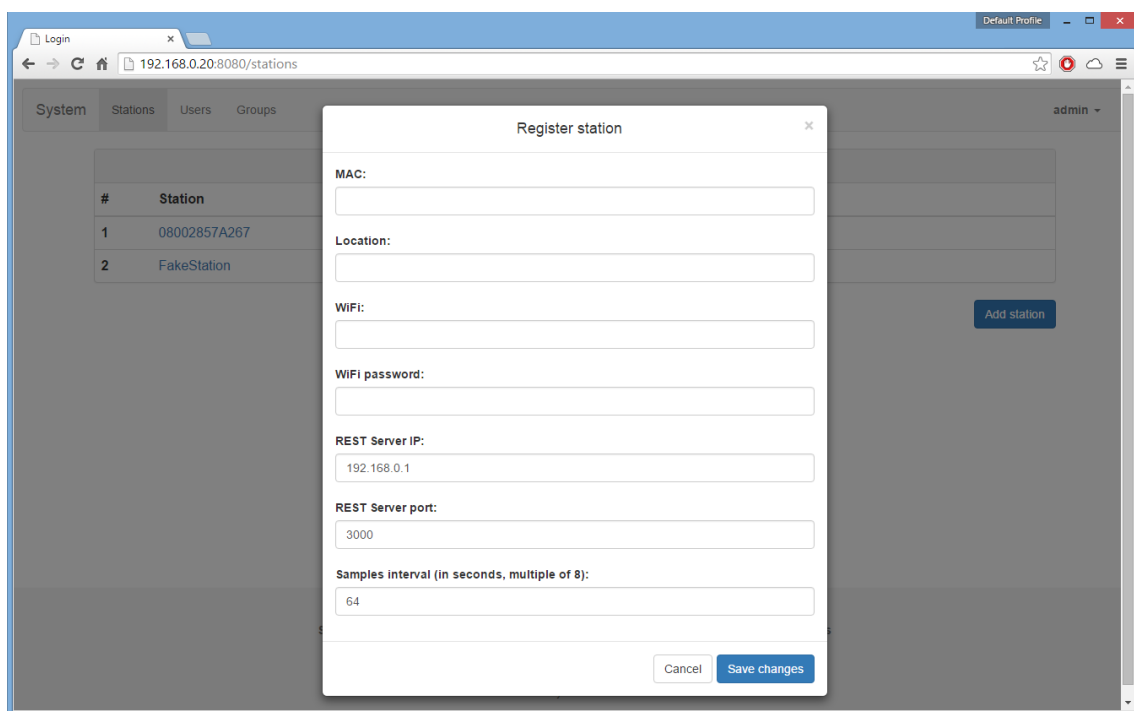 Default Profile
Login
192.168.0.20:8080/stations
System Stations Users Groups admin
Register station
# Station
1 08002857A267
2 FakeStation
Add station
MAC:
Location:
WiFi:
WiFi password:
REST Server IP:
192.168.0.1
REST Server port:
3000
Samples interval (in seconds, multiple of 8):
64
Cancel Save changes